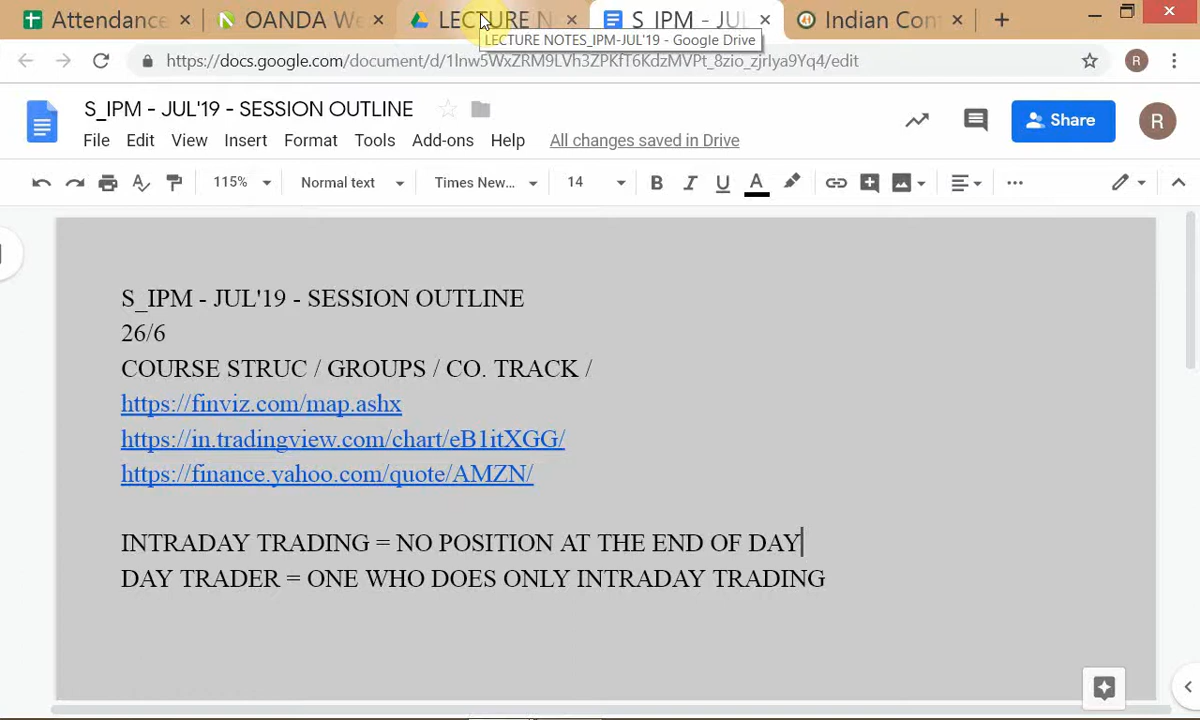 Attendanc
OANDA We
LECTURE N
S_IPM - JUL
Indian Con
LECTURE NOTES_IPM-JUL'19 - Google Drive
https://docs.google.com/document/d/1lnw5WxZRM9LVh3ZPKfT6KdzMVPt_8zio_zjrlya9Yq4/edit
R
S_IPM - JUL'19 - SESSION OUTLINE
File Edit View Insert Format Tools Add-ons Help All changes saved in Drive
Share
R
115% Normal text Times New... 14 B I U A
S_IPM - JUL'19 - SESSION OUTLINE
26/6
COURSE STRUC / GROUPS / CO. TRACK /
https://finviz.com/map.ashx
https://in.tradingview.com/chart/eB1itXGG/
https://finance.yahoo.com/quote/AMZN/
INTRADAY TRADING = NO POSITION AT THE END OF DAY
DAY TRADER = ONE WHO DOES ONLY INTRADAY TRADING